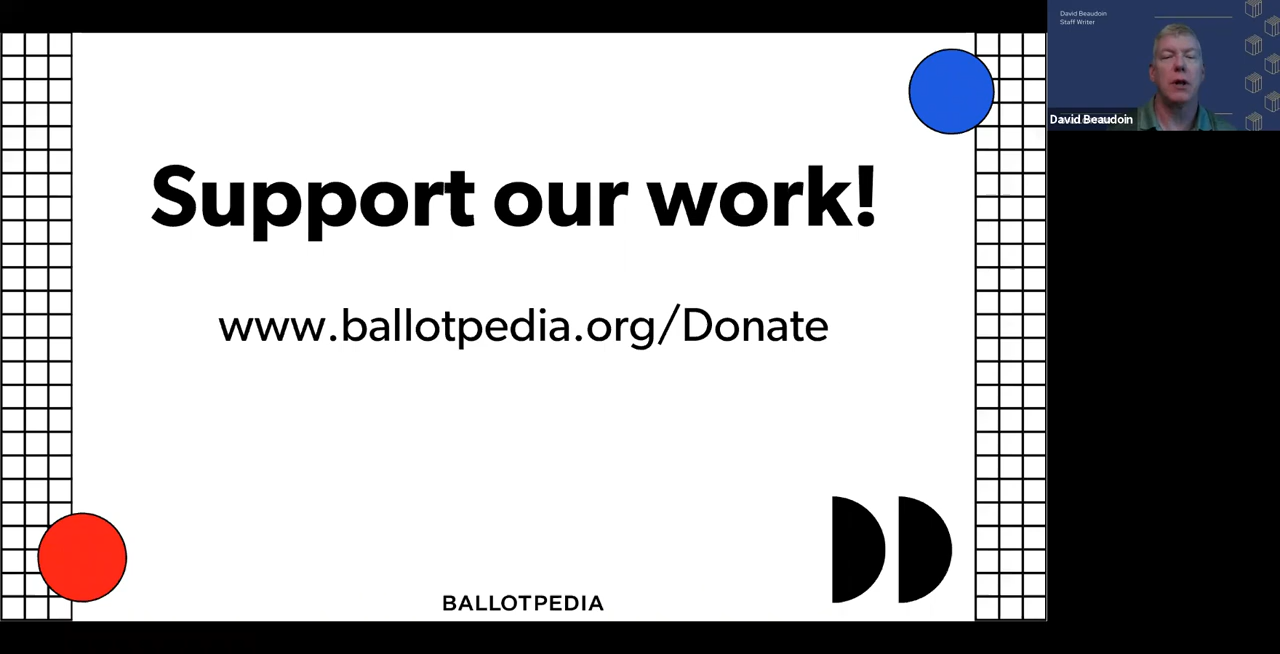 Support our work!
www.ballotpedia.org/Donate
BALLOTPEDIA
David Beaudoin
Staff Writer
David Beaudoin